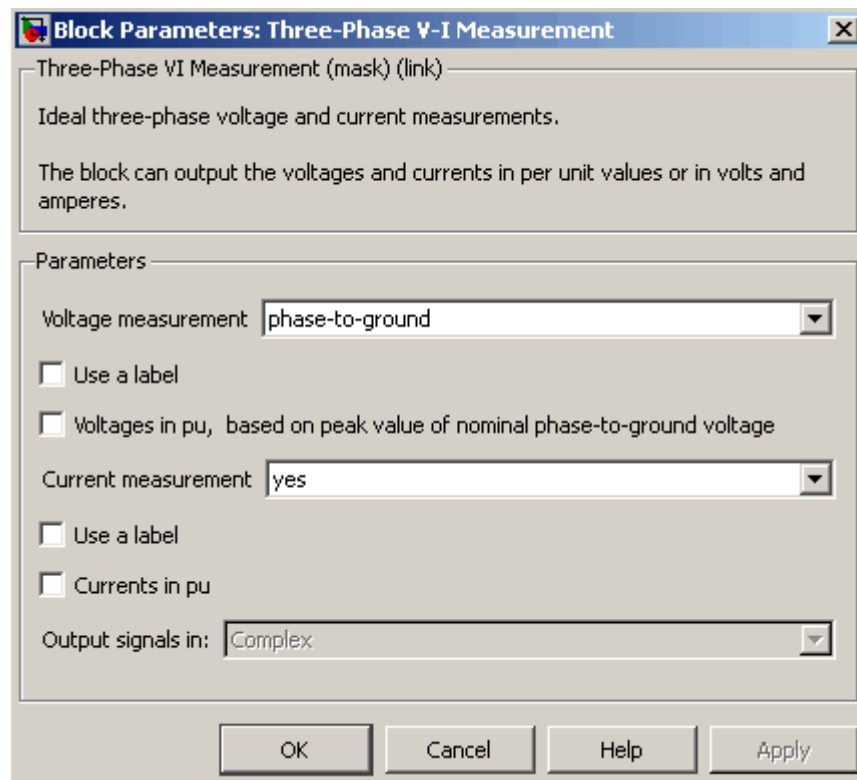 Block Parameters: Three-Phase V-I Measurement
Three-Phase VI Measurement (mask) (link)
Ideal three-phase voltage and current measurements.
The block can output the voltages and currents in per unit values or in volts and
amperes.
Parameters
Voltage measurement phase-to-ground
Use a label
Voltages in pu, based on peak value of nominal phase-to-ground voltage
Current measurement yes
Use a label
Currents in pu
Output signals in: Complex
OK Cancel Help Apply